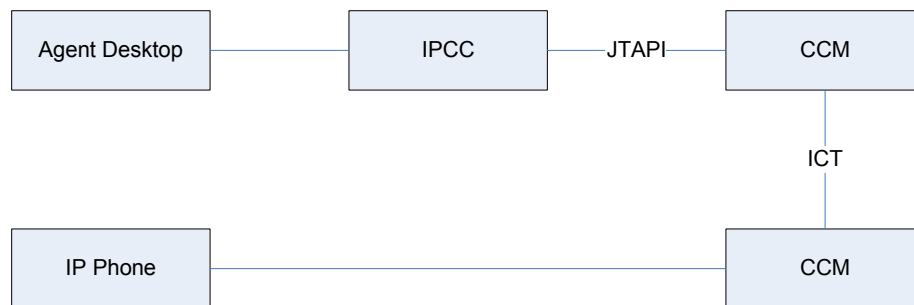 Agent Desktop
IPCC
JTAPI
CCM
ICT
IP Phone
CCM